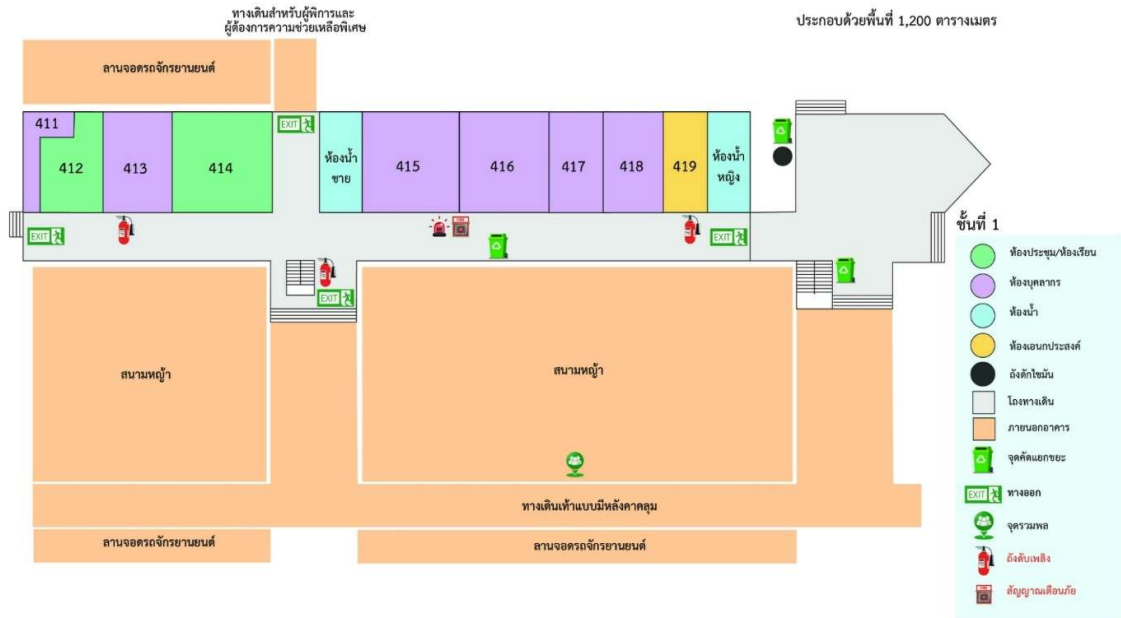 ทางเดินสำหรับผู้พิการและ
ผู้ต้องการความช่วยเหลือพิเศษ
ประกอบด้วยพื้นที่ 1,200 ตารางเมตร
ลานจอดรถจักรยานยนต์
411
412
413
414
EXIT
ห้องน้ำ
ชาย
415
416
417
418
419
ห้องน้ำ
หญิง
EXIT
EXIT
EXIT
ชั้นที่ 1
ห้องประชุม/ห้องเรียน
ห้องบุคลากร
ห้องน้ำ
ห้องเอนกประสงค์
ถังดักไขมัน
โถงทางเดิน
ภายนอกอาคาร
จุดคัดแยกขยะ
EXIT ทางออก
จุดรวมพล
ถังดับเพลิง
สัญญาณเตือนภัย
สนามหญ้า
สนามหญ้า
ทางเดินเท้าแบบมีหลังคาคลุม
ลานจอดรถจักรยานยนต์
ลานจอดรถจักรยานยนต์